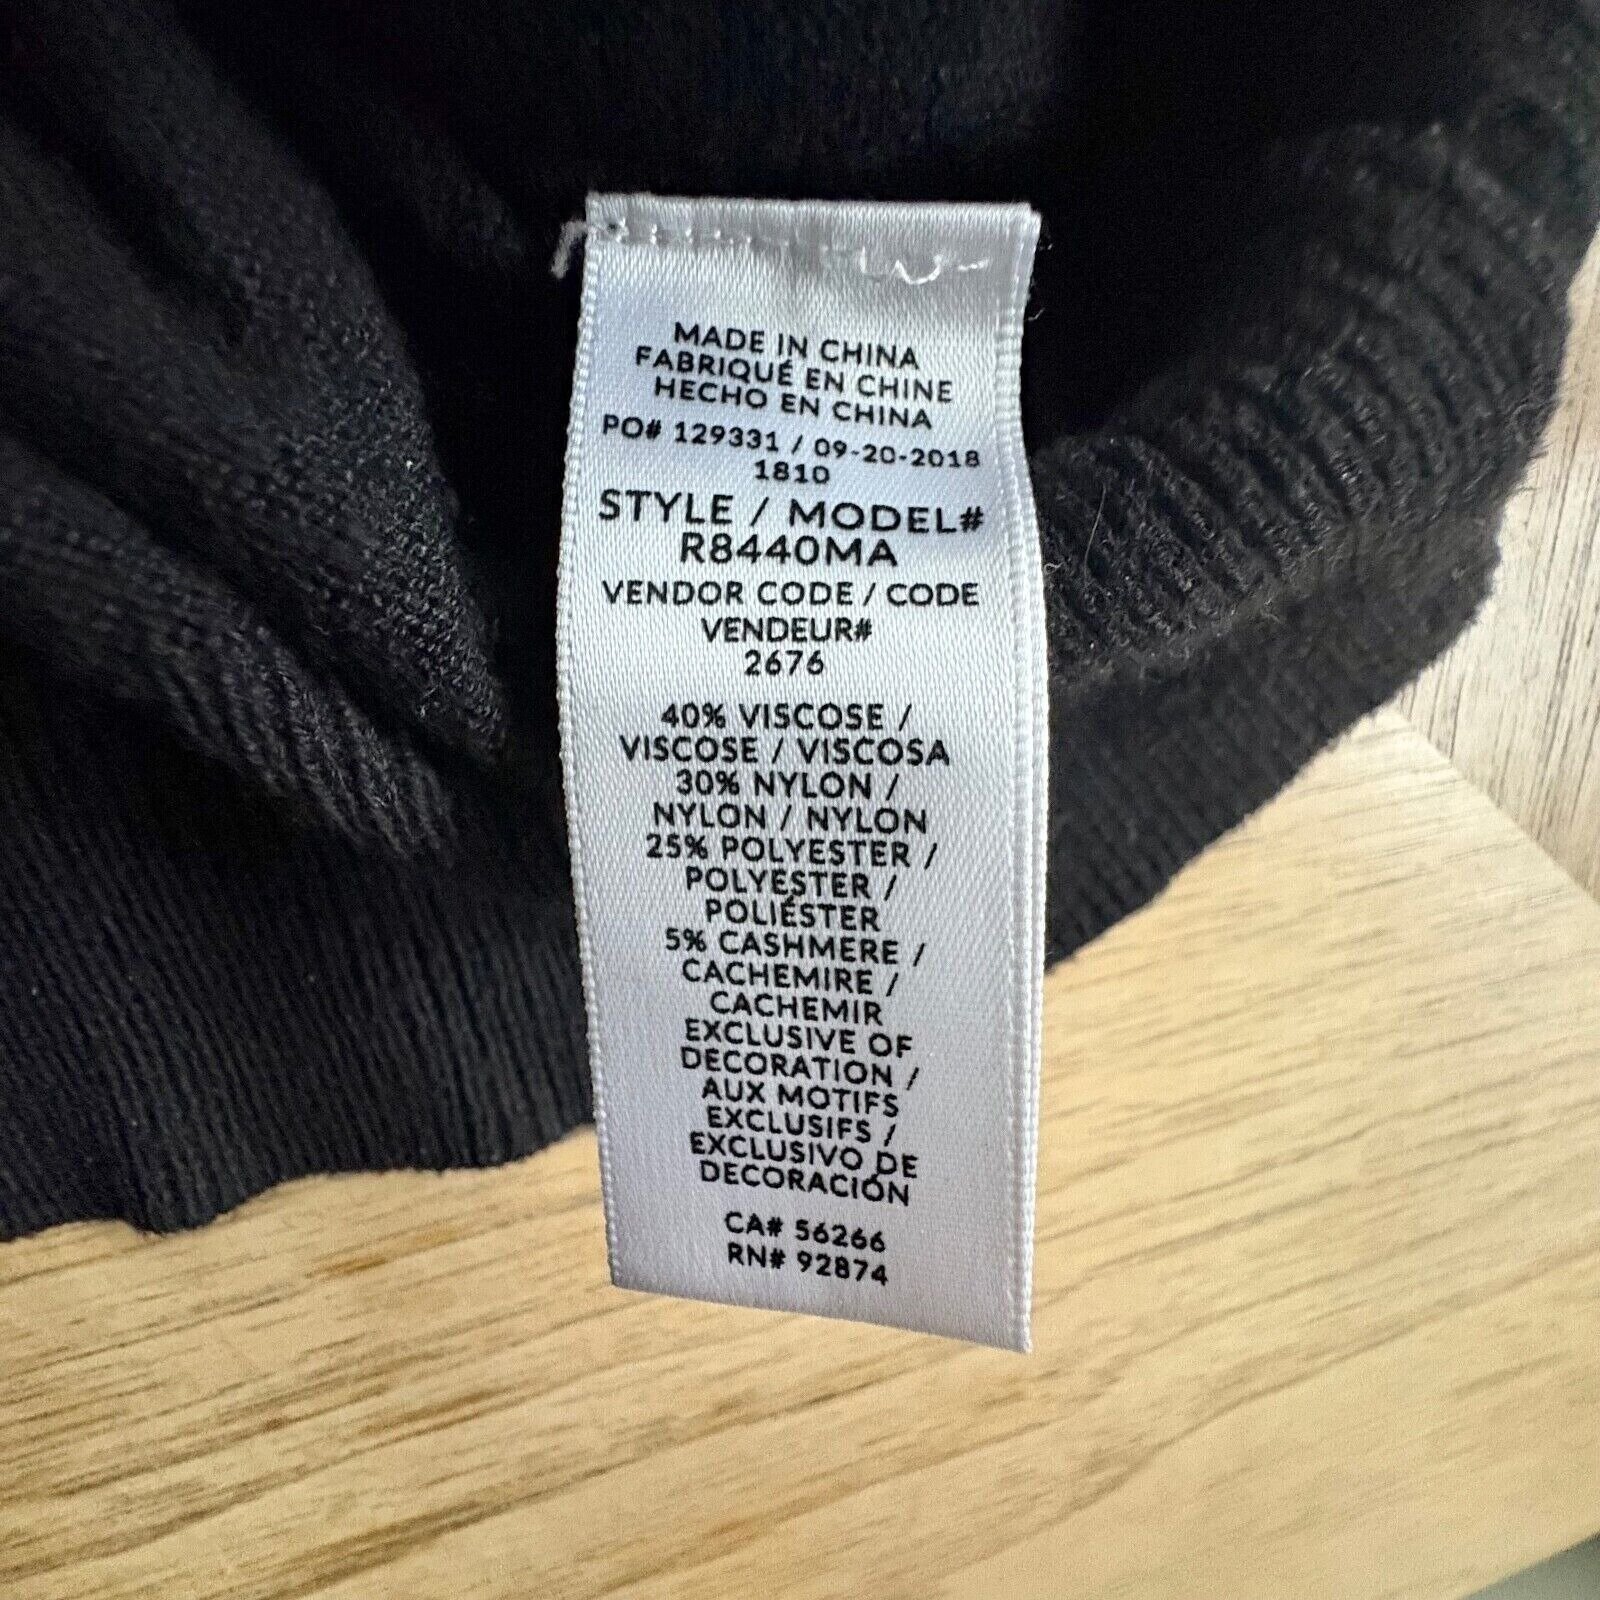 MADE IN CHINA
FABRIQUÉ EN CHINE
HECHO EN CHINA
PO# 129331 / 09-20-2018
1810
STYLE / MODEL#
R8440MA
VENDOR CODE / CODE
VENDEUR#
2676
40% VISCOSE /
VISCOSE / VISCOSA
30% NYLON /
NYLON / NYLON
25% POLYESTER /
POLYESTER /
POLIÉSTER
5% CASHMERE /
CACHEMIRE /
CACHEMIR
EXCLUSIVE OF
DECORATION /
AUX MOTIFS
EXCLUSIFS /
EXCLUSIVO DE
DECORACIÓN
CA# 56266
RN# 92874